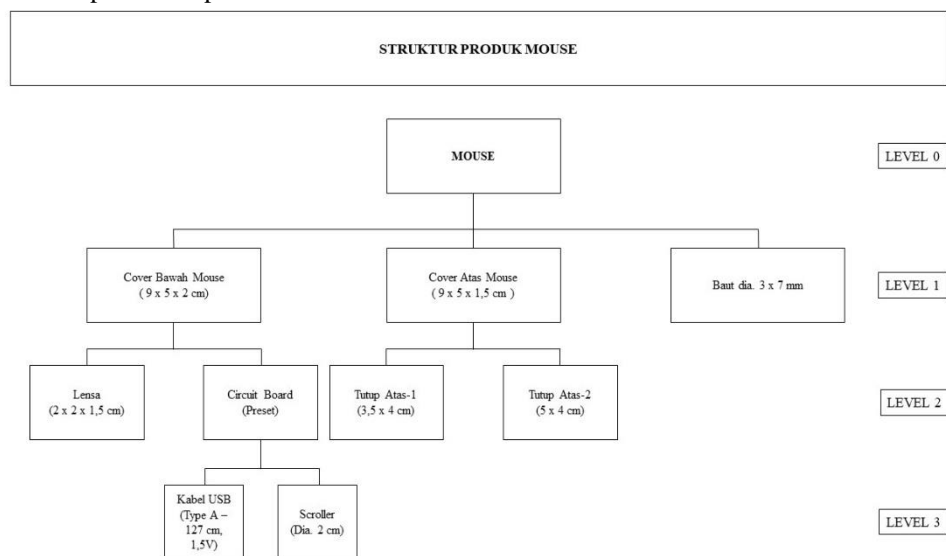 STRUKTUR PRODUK MOUSE
MOUSE
LEVEL 0
Cover Bawah Mouse
( 9 x 5 x 2 cm)
Cover Atas Mouse
( 9 x 5 x 1,5 cm )
Baut dia. 3 x 7 mm
LEVEL 1
Lensa
(2 x 2 x 1,5 cm)
Circuit Board
(Preset)
Tutup Atas-1
(3,5 x 4 cm)
Tutup Atas-2
(5 x 4 cm)
LEVEL 2
Kabel USB
(Type A –
127 cm,
1,5V)
Scroller
(Dia. 2 cm)
LEVEL 3